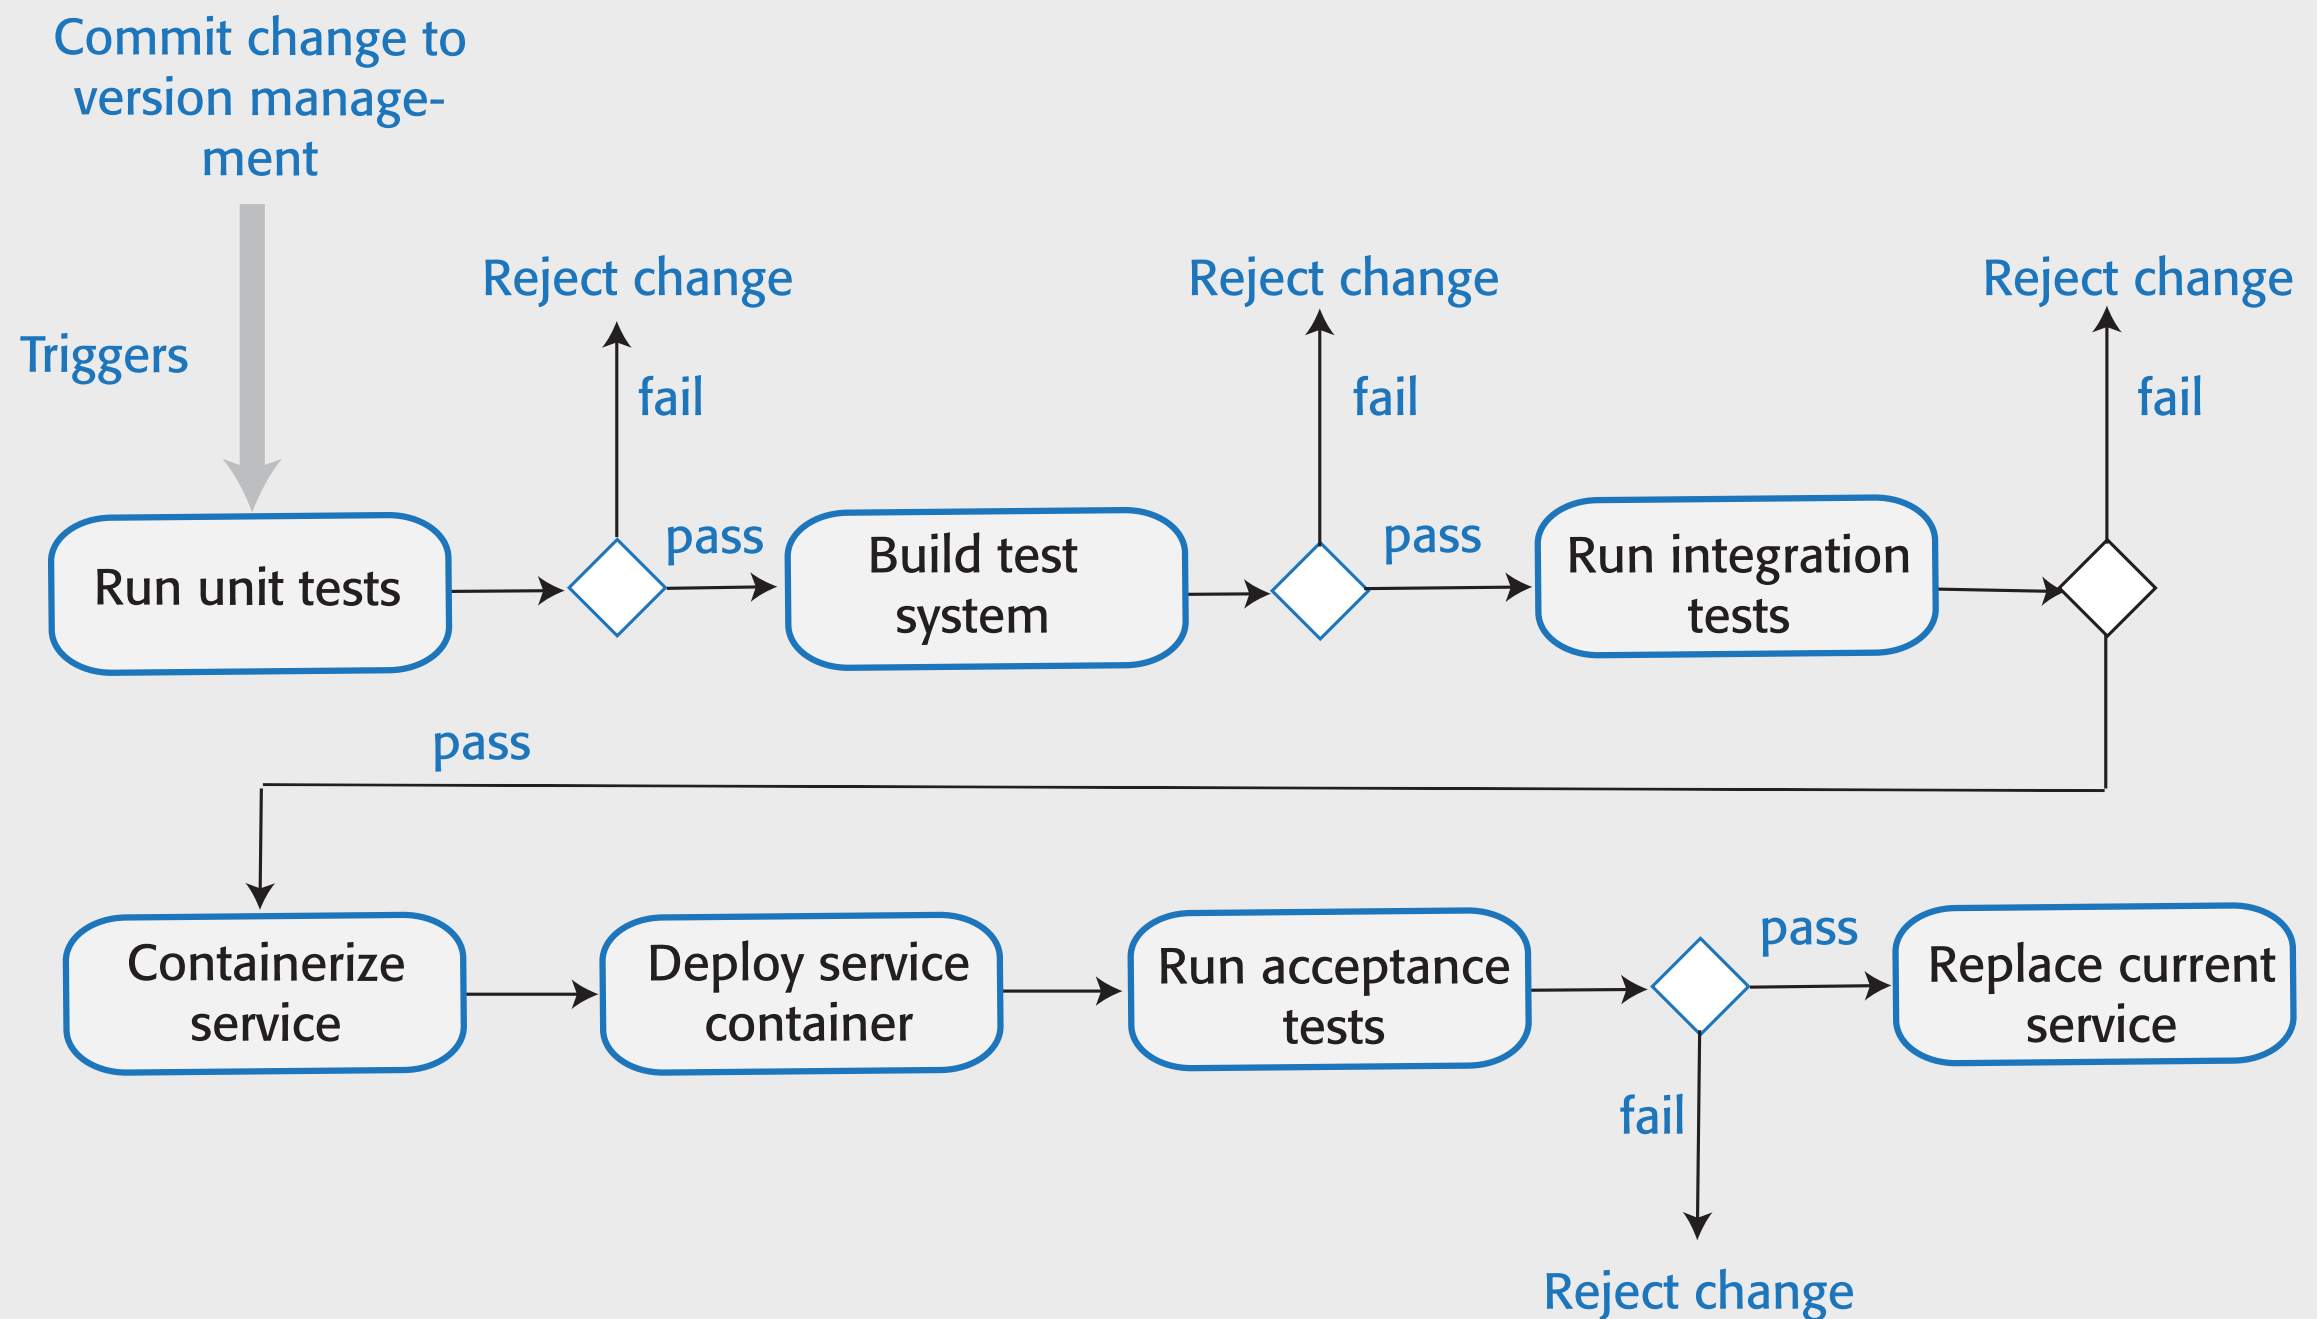 Commit change to
version manage-
ment
Triggers
Reject change
fail
Reject change
fail
Reject change
fail
Run unit tests
pass
Build test
system
pass
Run integration
tests
pass
Containerize
service
Deploy service
container
Run acceptance
tests
pass
Replace current
service
fail
Reject change